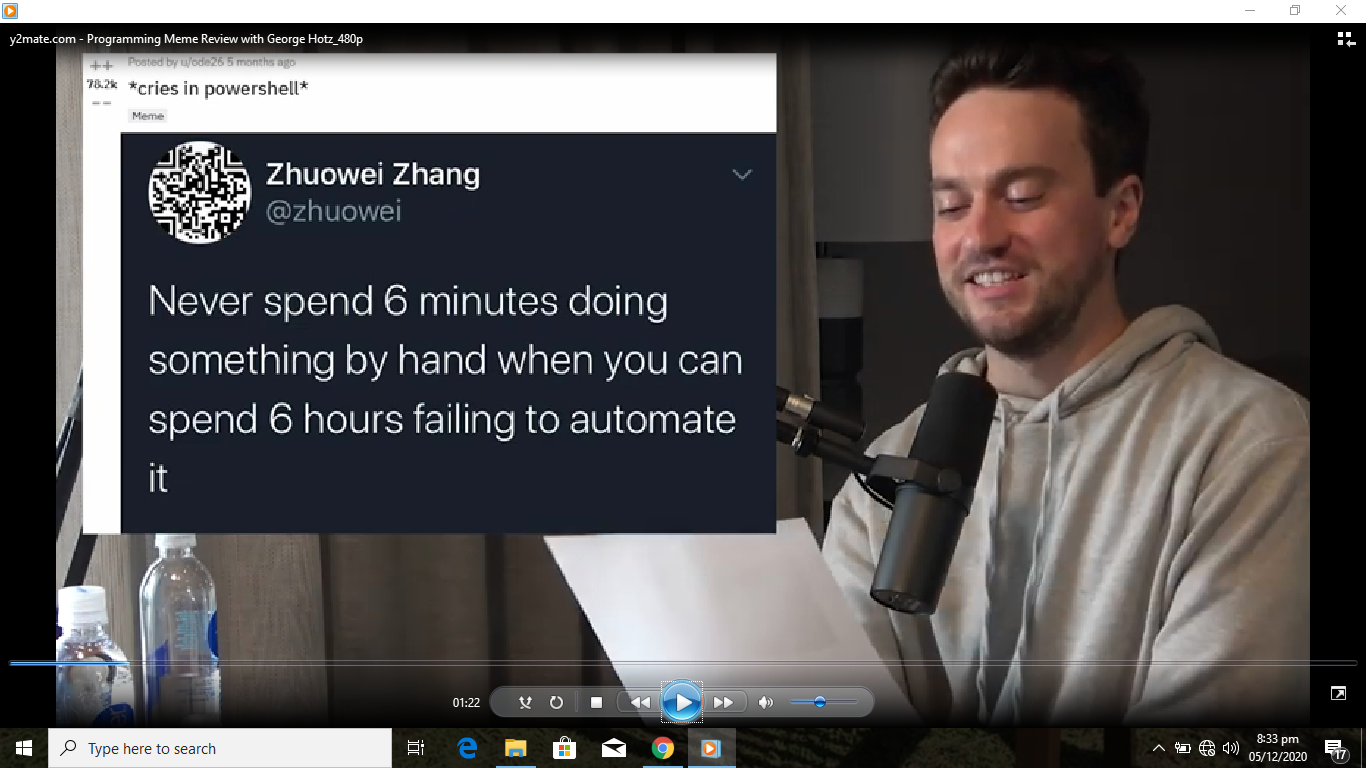 y2mate.com - Programming Meme Review with George Hotz_480p
Posted by u/ode26 5 months ago
78.2k
*cries in powershell*
Meme
Zhuowei Zhang
@zhuowei
Never spend 6 minutes doing
something by hand when you can
spend 6 hours failing to automate
it
01:22
Type here to search
8:33 pm
05/12/2020
17